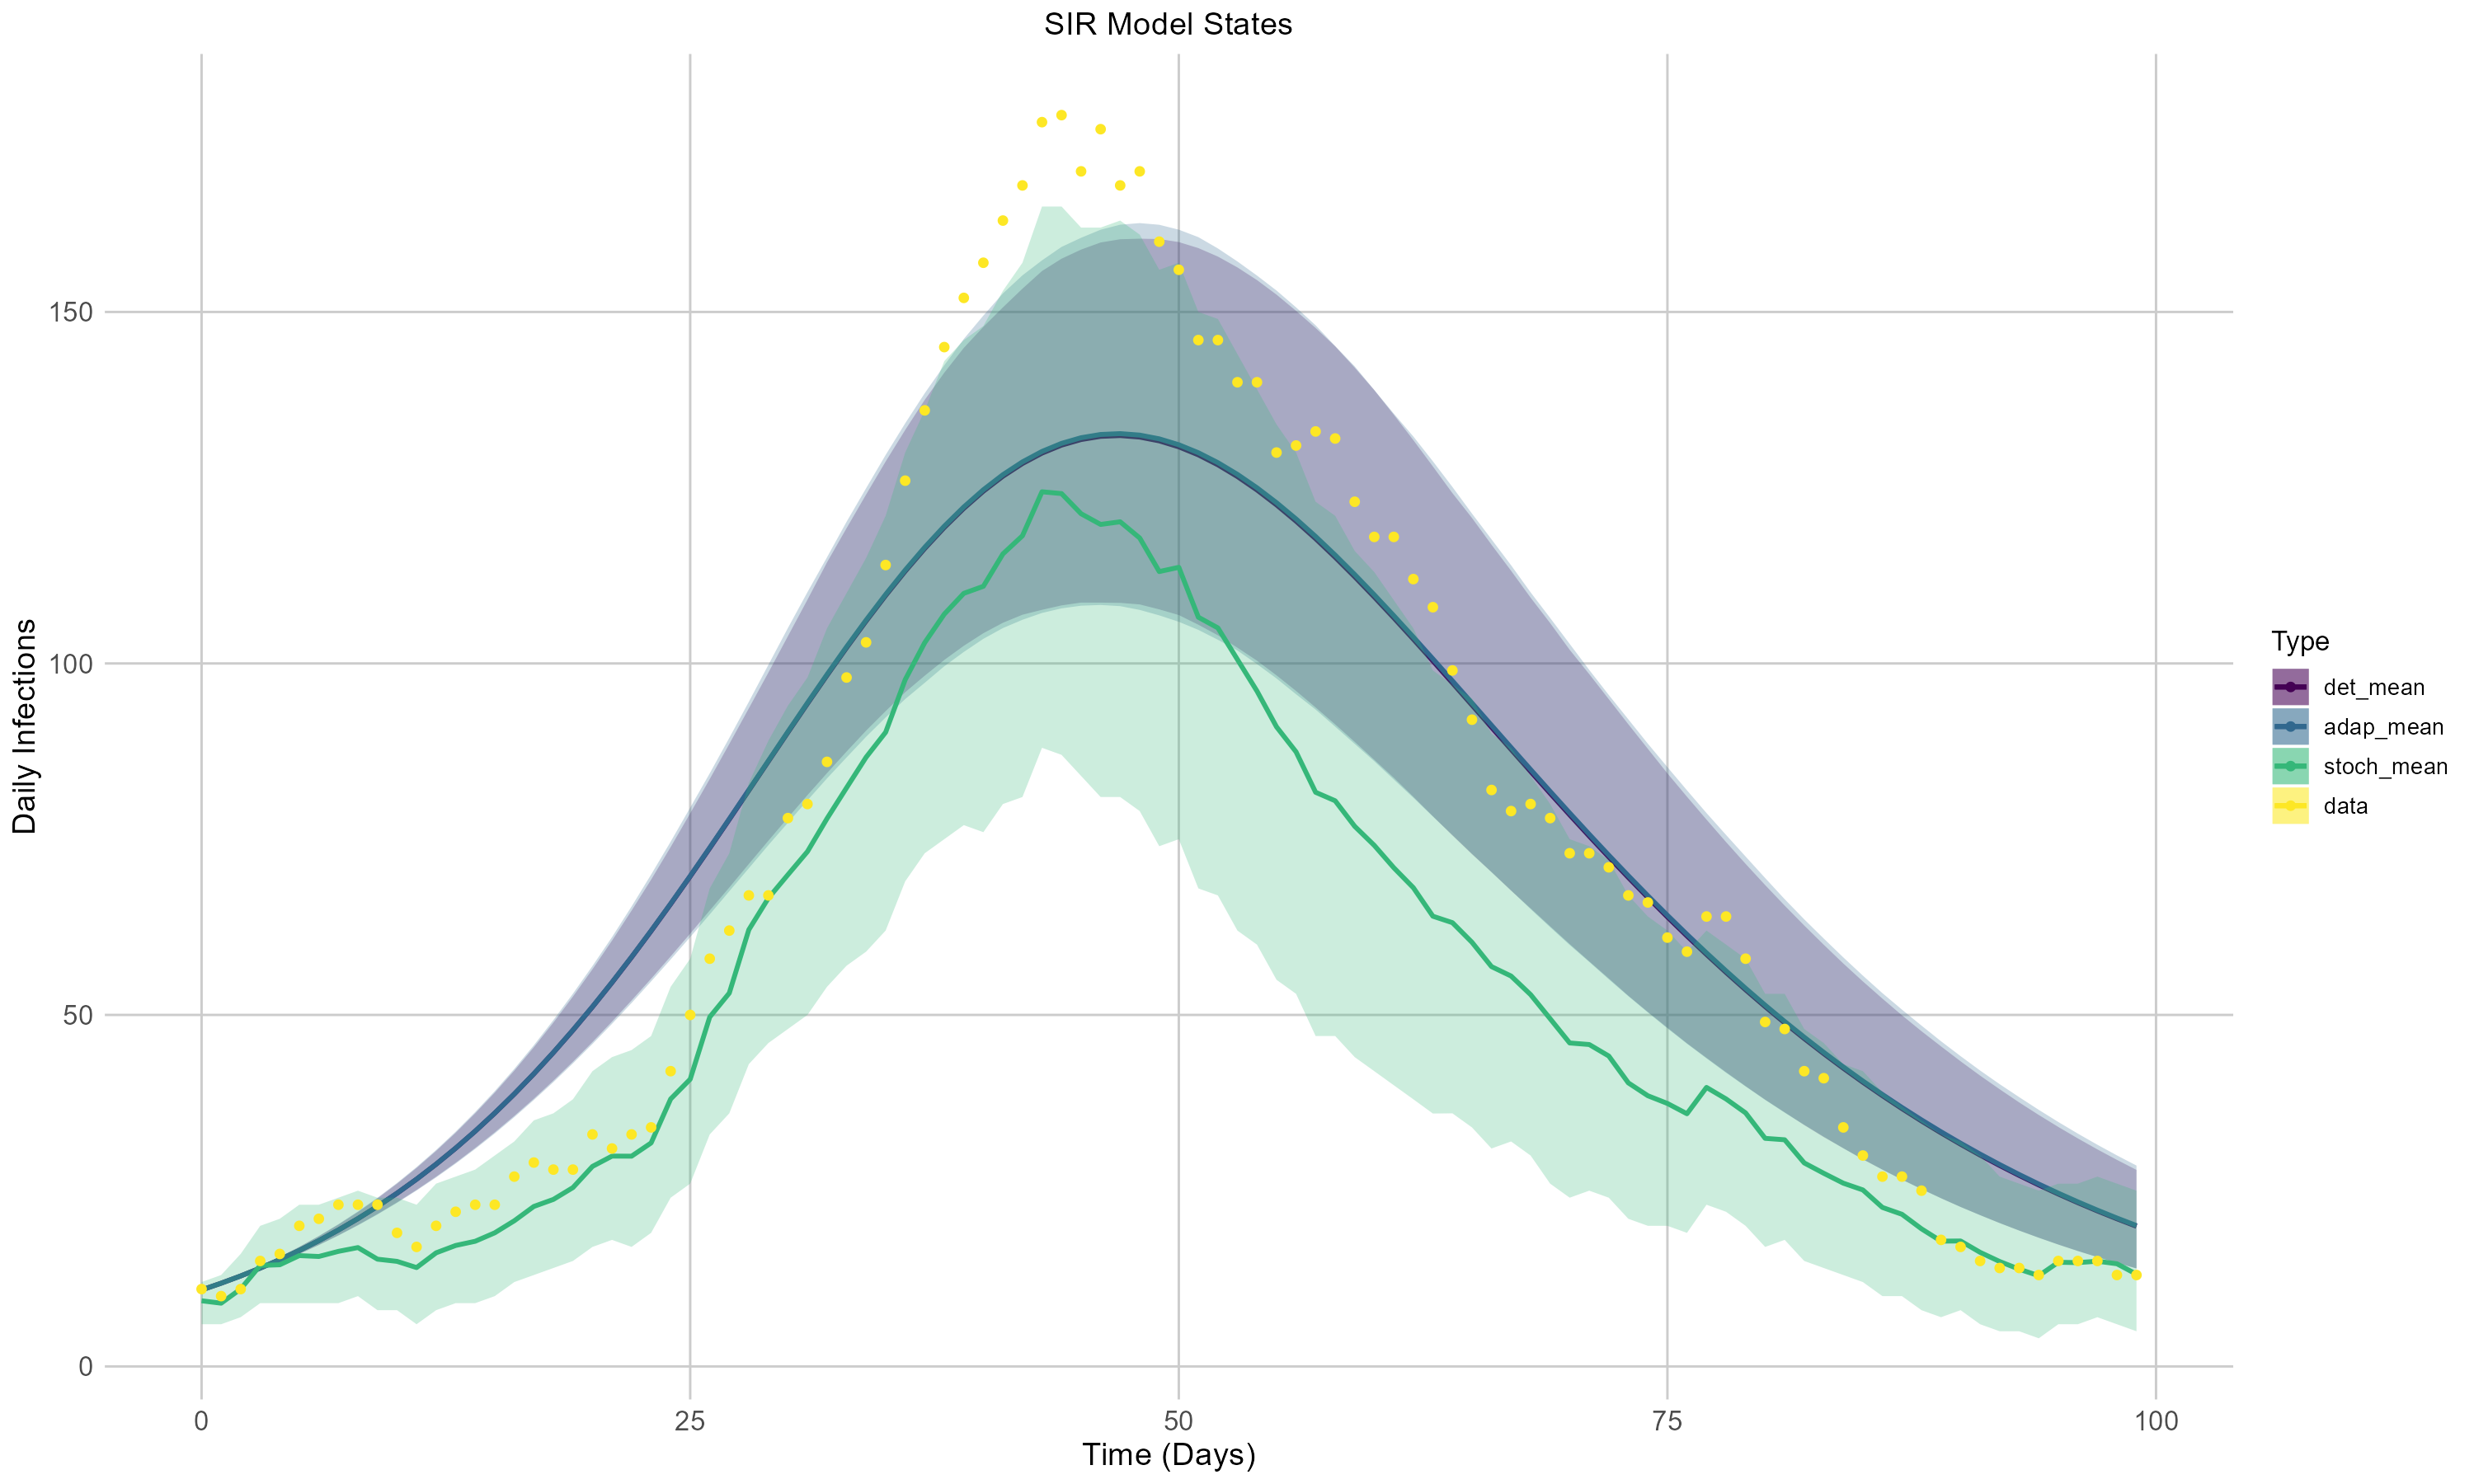 SIR Model States
Daily Infections
150
100
50
0
0 25 50 75 100
Time (Days)
Type
det_mean
adap_mean
stoch_mean
data